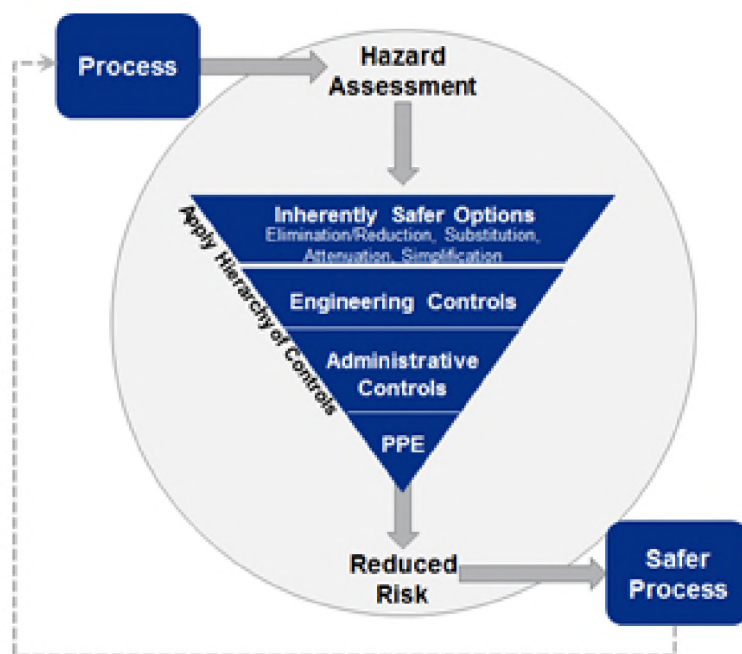 Process
Hazard
Assessment
Apply Hierarchy of Controls
Inherently Safer Options
Elimination/Reduction, Substitution,
Attenuation, Simplification
Engineering Controls
Administrative
Controls
PPE
Reduced
Risk
Safer
Process